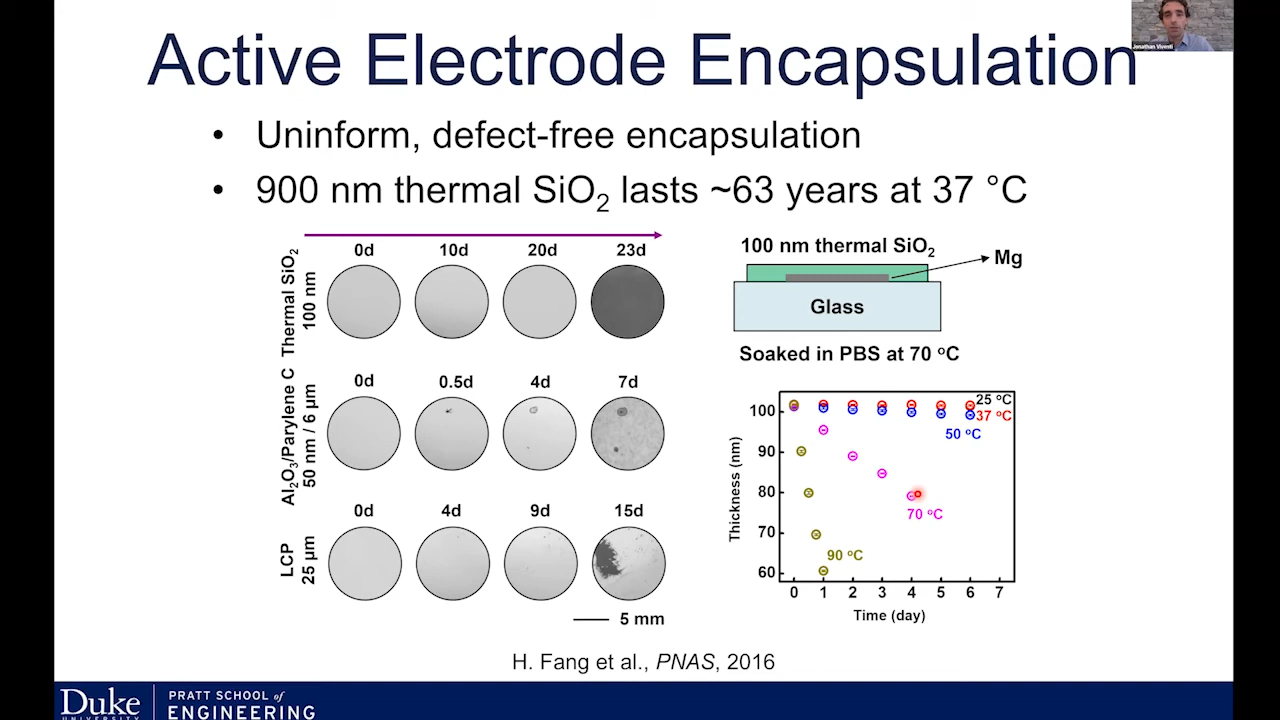 Active Electrode Encapsulation
Jonathan Viventi
• Uninform, defect-free encapsulation
• 900 nm thermal SiO₂ lasts ~63 years at 37 °C
Thermal SiO₂
100 nm
0d 10d 20d 23d
Al₂O₃/Parylene C
50 nm / 6 µm
0d 0.5d 4d 7d
LCP
25 µm
0d 4d 9d 15d
5 mm
100 nm thermal SiO₂
Mg
Glass
Soaked in PBS at 70 °C
Thickness (nm)
100
90
80
70
60
25 °C
37 °C
50 °C
70 °C
90 °C
0 1 2 3 4 5 6 7
Time (day)
H. Fang et al., PNAS, 2016
Duke
UNIVERSITY
PRATT SCHOOL of
ENGINEERING